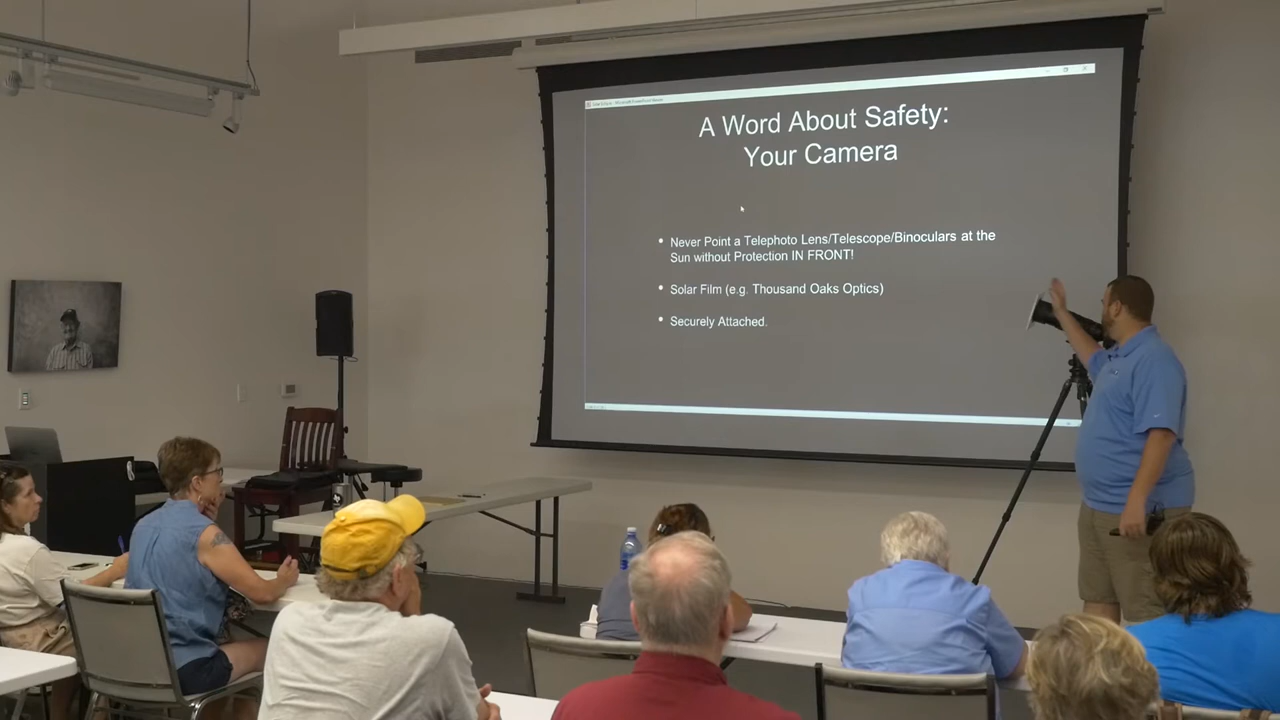 A Word About Safety:
Your Camera
• Never Point a Telephoto Lens/Telescope/Binoculars at the
Sun without Protection IN FRONT!
• Solar Film (e.g. Thousand Oaks Optics)
• Securely Attached.